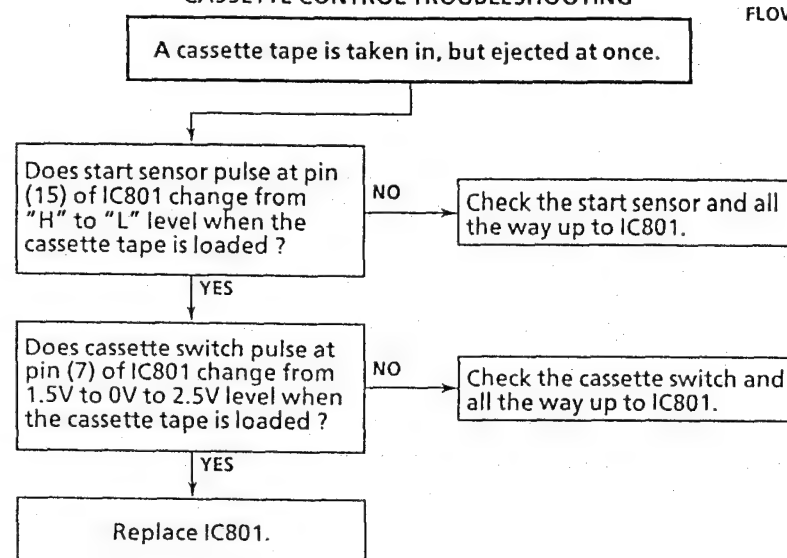 CASSETTE CONTROL TROUBLESHOOTING
FLOW
A cassette tape is taken in, but ejected at once.
Does start sensor pulse at pin
(15) of IC801 change from
"H" to "L" level when the
cassette tape is loaded ?
NO
Check the start sensor and all
the way up to IC801.
YES
Does cassette switch pulse at
pin (7) of IC801 change from
1.5V to 0V to 2.5V level when
the cassette tape is loaded ?
NO
Check the cassette switch and
all the way up to IC801.
YES
Replace IC801.